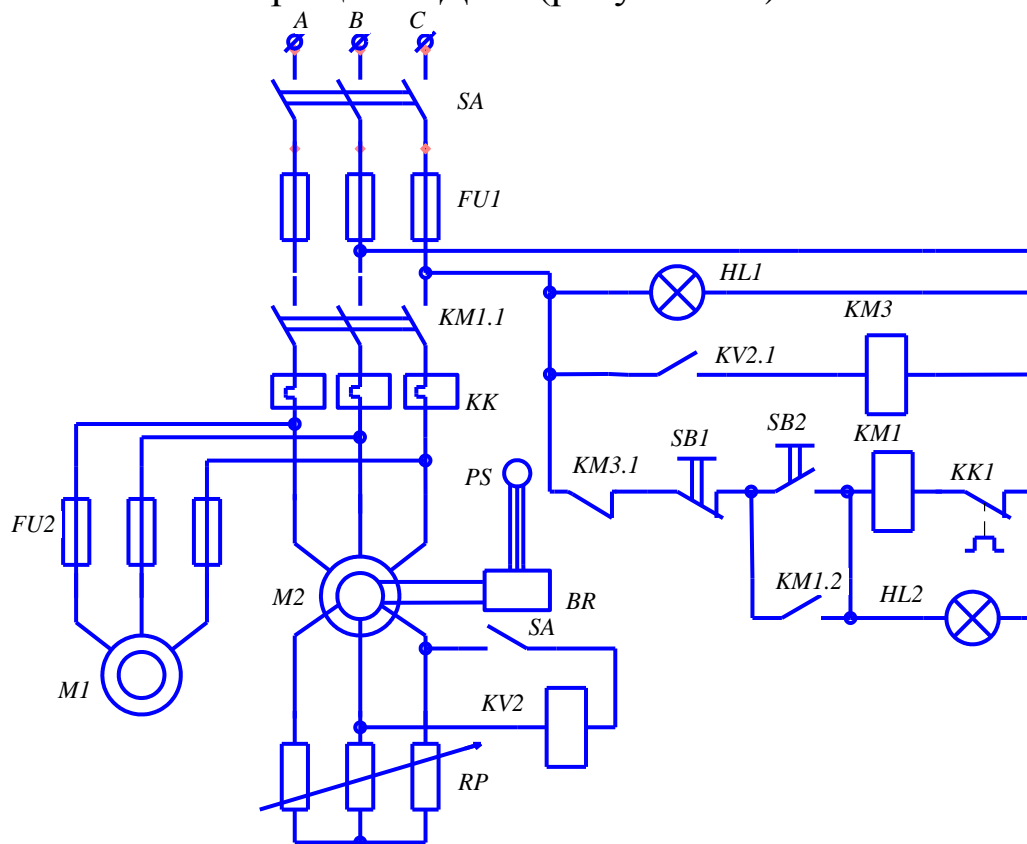 A B C
SA
FU1
HL1
KM1.1
KM3
KV2.1
KK
SB2
SB1
KM1
PS
KM3.1
KK1
FU2
KM1.2
HL2
M2
BR
SA
M1
KV2
RP